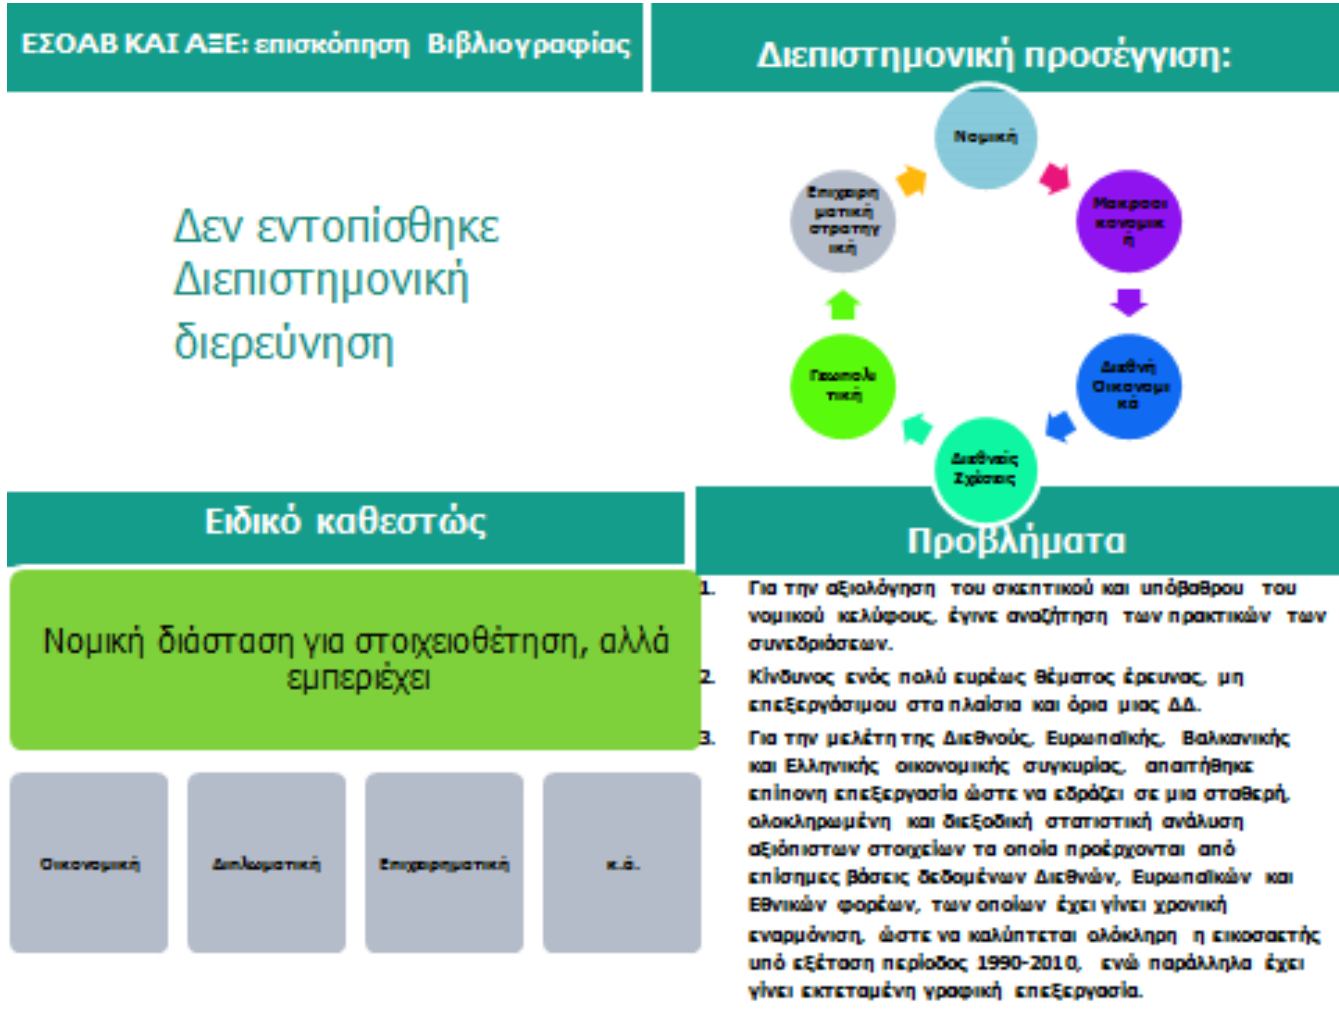 ΕΣΟΑΒ ΚΑΙ ΑΞΕ: επισκόπηση Βιβλιογραφίας
Δεν εντοπίσθηκε
Διεπιστημονική
διερεύνηση
Διεπιστημονική προσέγγιση:
Νομική
Μακροοι
κονομικ
ή
Διεθνή
Οικονομι
κά
Διεθνείς
Σχέσεις
Γεωπολι
τική
Επιχειρη
ματική
στρατηγ
ική
Ειδικό καθεστώς
Νομική διάσταση για στοιχειοθέτηση, αλλά
εμπεριέχει
Οικονομική
Διπλωματική
Επιχειρηματική
κ.ά.
Προβλήματα
1. Για την αξιολόγηση του σκεπτικού και υπόβαθρου του
νομικού κελύφους, έγινε αναζήτηση των πρακτικών των
συνεδριάσεων.
2. Κίνδυνος ενός πολύ ευρέως θέματος έρευνας, μη
επεξεργάσιμου στα πλαίσια και όρια μιας ΔΔ.
3. Για την μελέτη της Διεθνούς, Ευρωπαϊκής, Βαλκανικής
και Ελληνικής οικονομικής συγκυρίας, απαιτήθηκε
επίπονη επεξεργασία ώστε να εδράζει σε μια σταθερή,
ολοκληρωμένη και διεξοδική στατιστική ανάλυση
αξιόπιστων στοιχείων τα οποία προέρχονται από
επίσημες βάσεις δεδομένων Διεθνών, Ευρωπαϊκών και
Εθνικών φορέων, των οποίων έχει γίνει χρονική
εναρμόνιση, ώστε να καλύπτεται ολόκληρη η εικοσαετής
υπό εξέταση περίοδος 1990-2010, ενώ παράλληλα έχει
γίνει εκτεταμένη γραφική επεξεργασία.